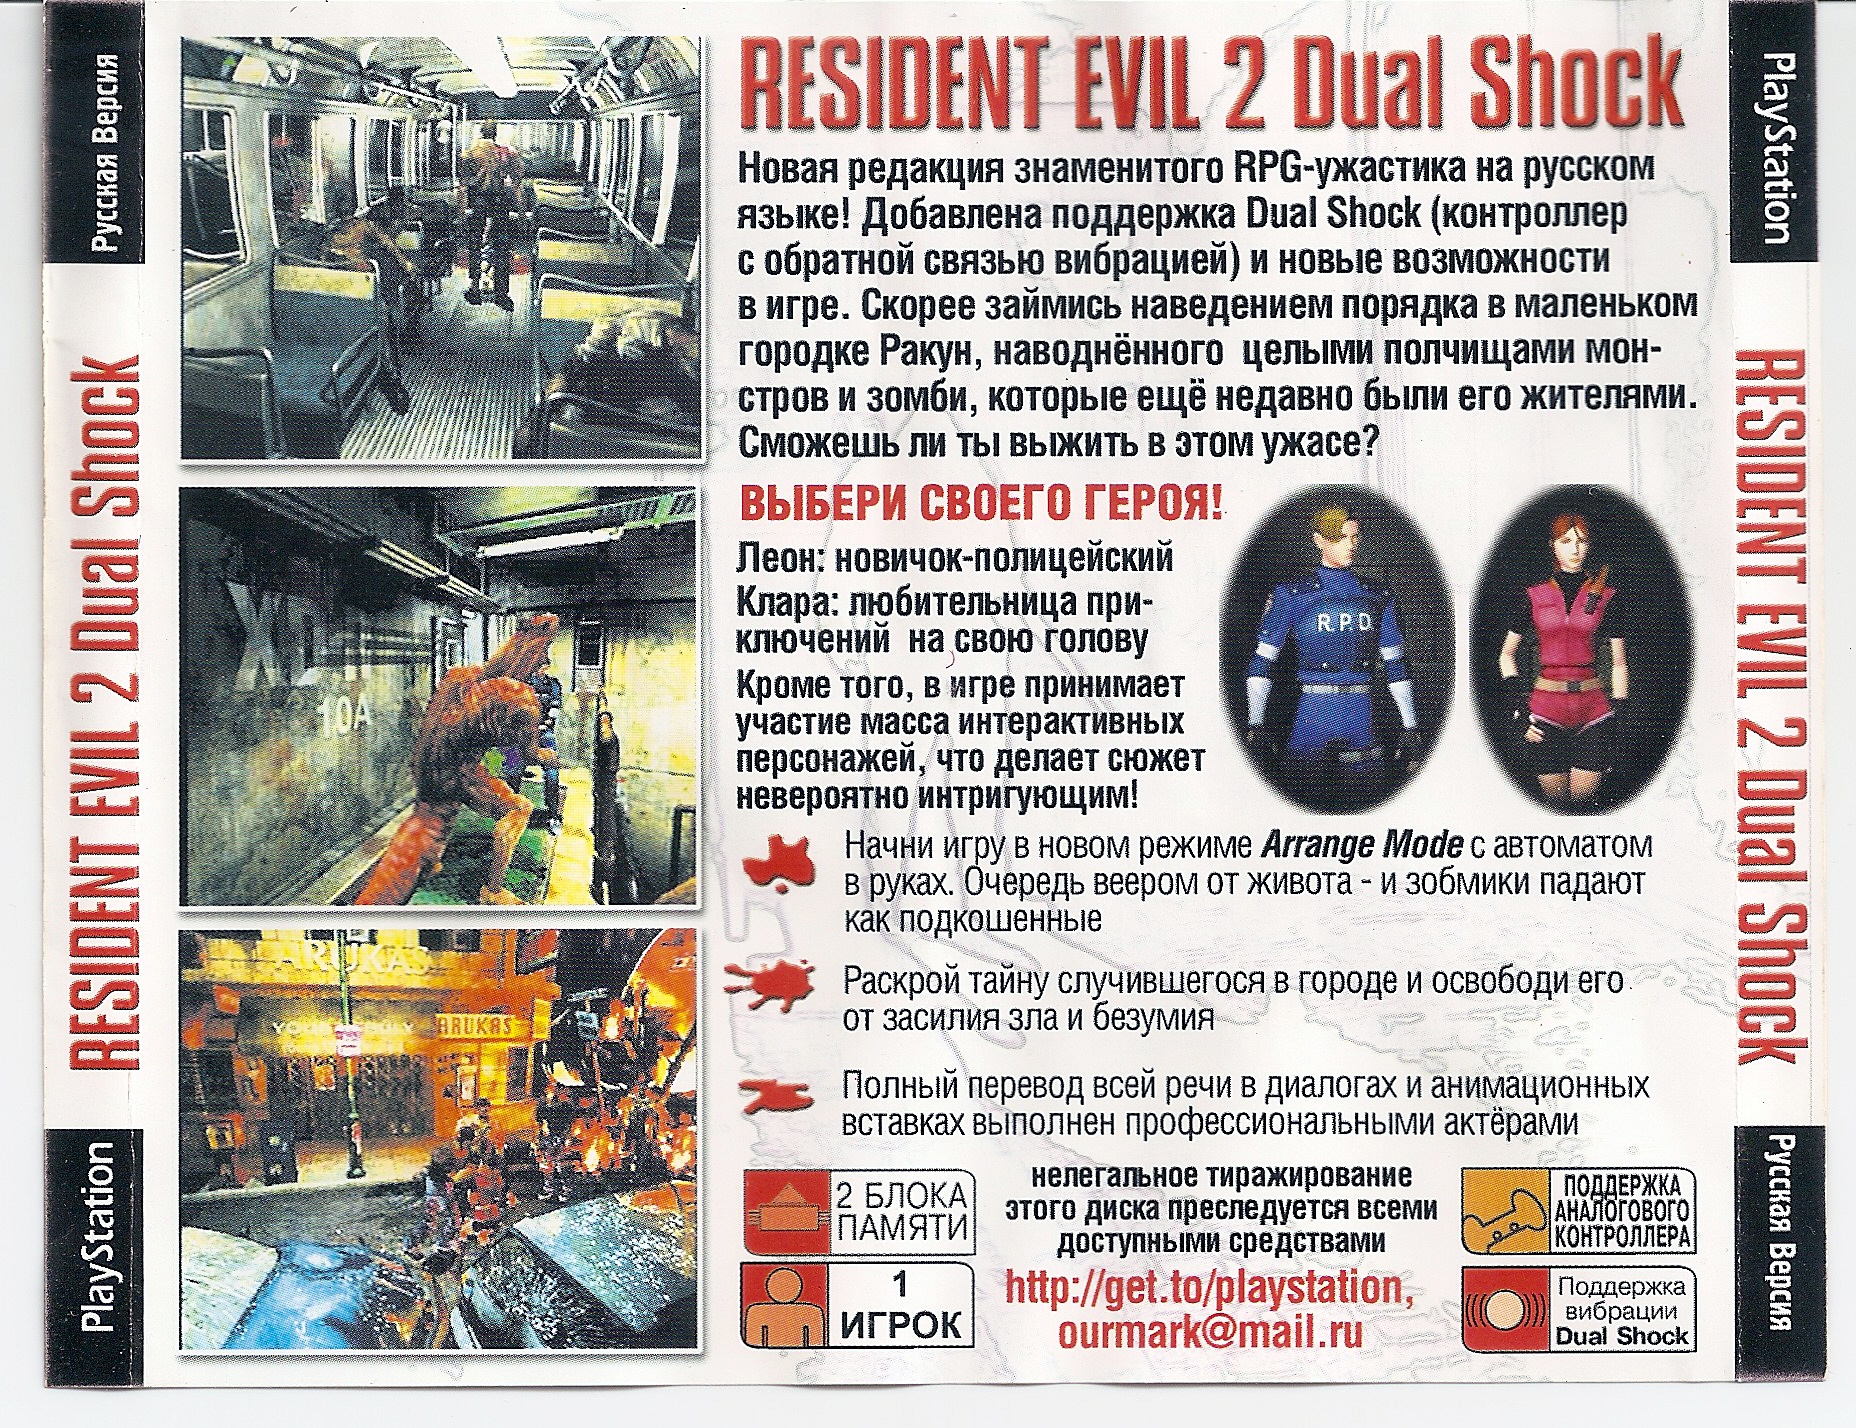 RESIDENT EVIL 2 Dual Shock
Новая редакция знаменитого RPG-ужастика на русском
языке! Добавлена поддержка Dual Shock (контроллер
с обратной связью вибрацией) и новые возможности
в игре. Скорее займись наведением порядка в маленьком
городке Ракун, наводнённого целыми полчищами мон-
стров и зомби, которые ещё недавно были его жителями.
Сможешь ли ты выжить в этом ужасе?
ВЫБЕРИ СВОЕГО ГЕРОЯ!
Леон: новичок-полицейский
Клара: любительница при-
ключений на свою голову
Кроме того, в игре принимает
участие масса интерактивных
персонажей, что делает сюжет
невероятно интригующим!
R.P.D.
Начни игру в новом режиме Arrange Mode с автоматом
в руках. Очередь веером от живота - и зобмики падают
как подкошенные
Раскрой тайну случившегося в городе и освободи его
от засилия зла и безумия
Полный перевод всей речи в диалогах и анимационных
вставках выполнен профессиональными актёрами
2 БЛОКА
ПАМЯТИ
1
ИГРОК
нелегальное тиражирование
этого диска преследуется всеми
доступными средствами
http://get.to/playstation,
ourmark@mail.ru
ПОДДЕРЖКА
АНАЛОГОВОГО
КОНТРОЛЛЕРА
Поддержка
вибрации
Dual Shock
10A
ARUKAS
ARUKAS
PlayStation
RESIDENT EVIL 2 Dual Shock
Русская Версия
PlayStation
RESIDENT EVIL 2 Dual Shock
Русская Версия